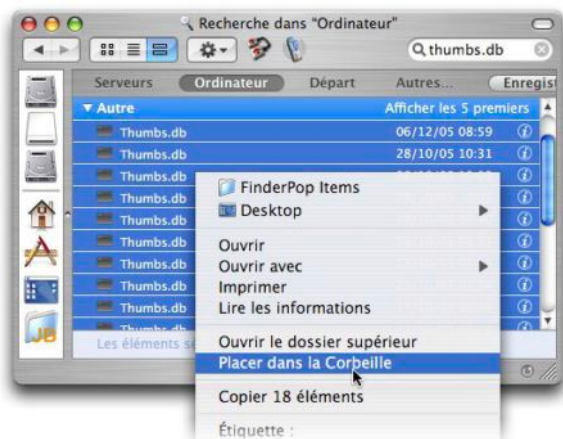 Recherche dans "Ordinateur"
thumbs.db
Serveurs Ordinateur Départ Autres... Enregis
Autre Afficher les 5 premiers
Thumbs.db 06/12/05 08:59
Thumbs.db 28/10/05 10:31
Thumbs.db
Thumbs.db
Thumbs.db
Thumbs.db
Thumbs.db
Thumbs.db
Thumbs.db
Thumbs.db
Les éléments
JB
FinderPop Items
Desktop
Ouvrir
Ouvrir avec
Imprimer
Lire les informations
Ouvrir le dossier supérieur
Placer dans la Corbeille
Copier 18 éléments
Étiquette :